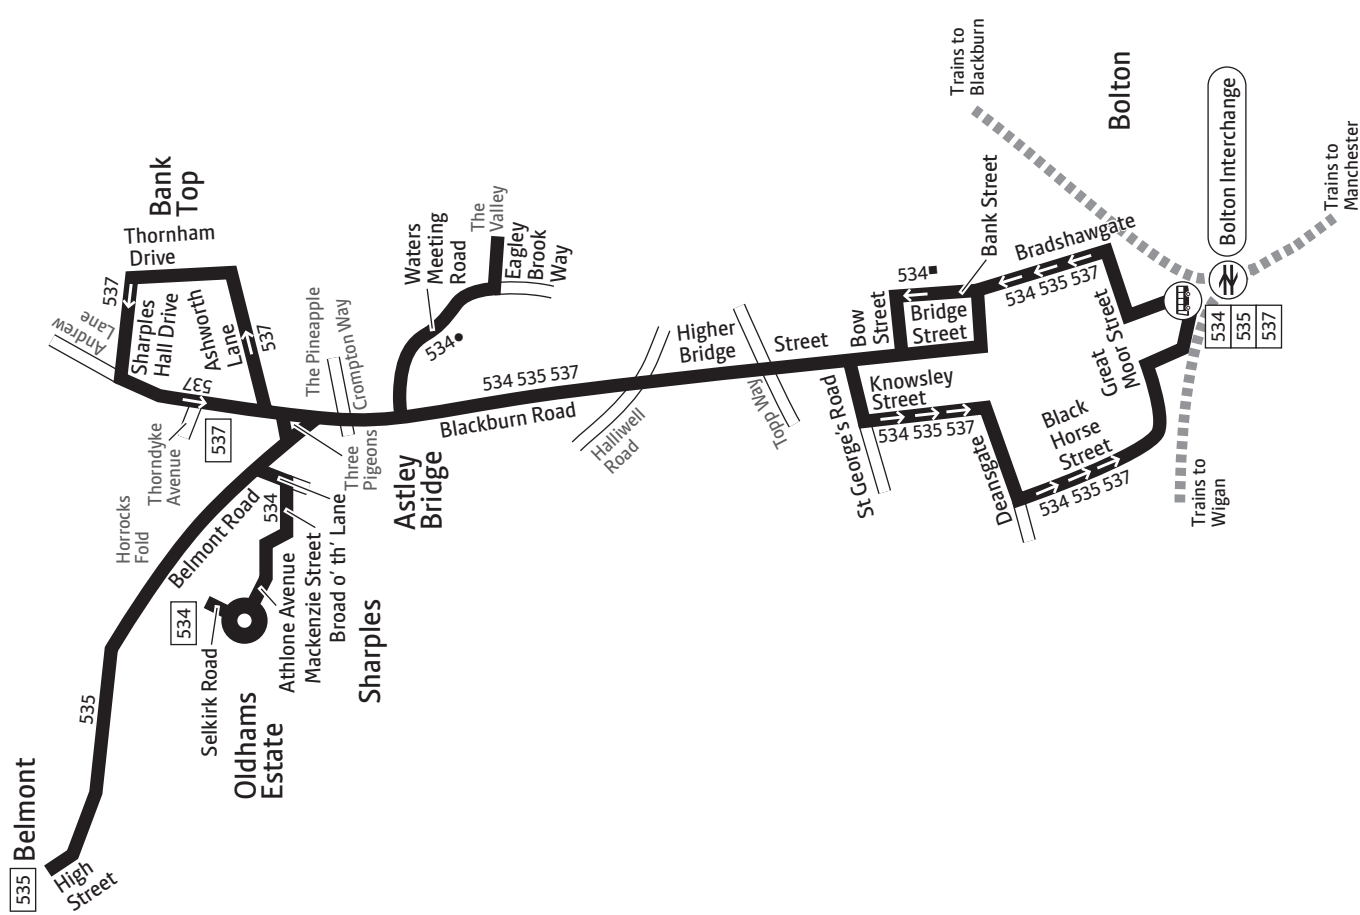 535
Belmont
High
Street
535
Horrocks
Fold
Belmont Road
534
Selkirk Road
Oldhams
Estate
534
Athlone Avenue
Mackenzie Street
Broad o' th' Lane
Sharples
Bank
Top
Thornham
Drive
537
Andrew
Lane
Sharples
Hall Drive
Ashworth
Lane
537
537
Thorndyke
Avenue
537
The Pineapple
Crompton Way
Three
Pigeons
Astley
Bridge
Waters
Meeting
Road
The
Valley
Eagley
Brook
Way
534●
534 535 537
Blackburn Road
Halliwell
Road
Higher
Bridge
Street
Topp Way
St George's Road
Knowsley
Street
534 535 537
Deansgate
Black
Horse
Street
534 535 537
Bow
Street
534■
Bridge
Street
Bank Street
Bradshawgate
534 535 537
Great
Moor Street
Bolton
Trains to
Blackburn
Bolton Interchange
Trains to
Manchester
534
535
537
Trains to
Wigan